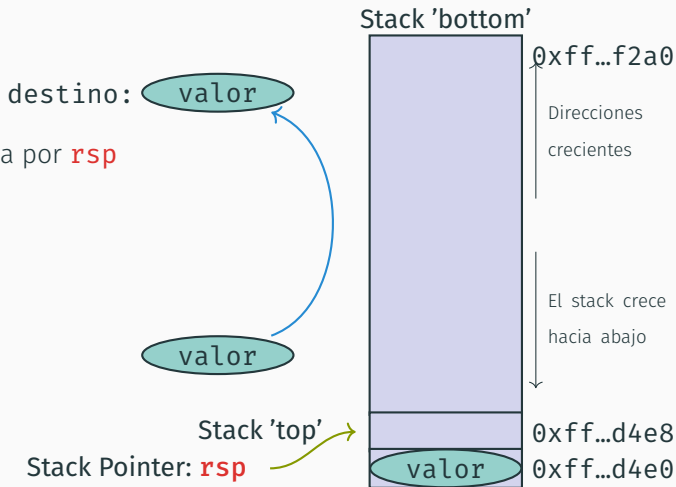 Stack 'bottom'
0xff…f2a0
destino: valor
Direcciones
crecientes
a por rsp
El stack crece
hacia abajo
valor
Stack 'top'
0xff…d4e8
Stack Pointer: rsp
valor
0xff…d4e0